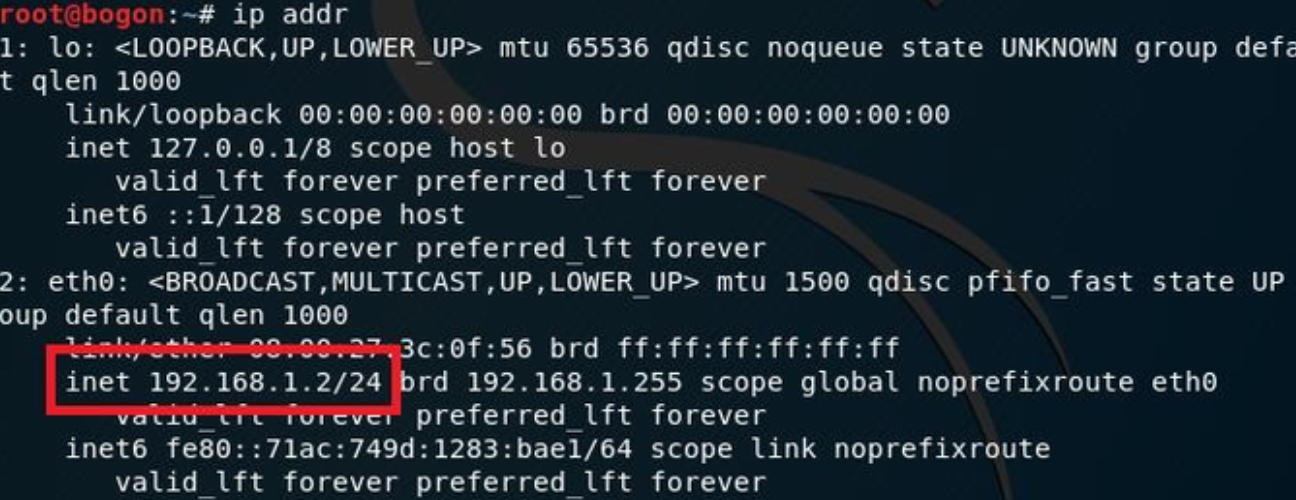 root@bogon:~# ip addr
1: lo: <LOOPBACK,UP,LOWER_UP> mtu 65536 qdisc noqueue state UNKNOWN group defa
t qlen 1000
link/loopback 00:00:00:00:00:00 brd 00:00:00:00:00:00
inet 127.0.0.1/8 scope host lo
valid_lft forever preferred_lft forever
inet6 ::1/128 scope host
valid_lft forever preferred_lft forever
2: eth0: <BROADCAST,MULTICAST,UP,LOWER_UP> mtu 1500 qdisc pfifo_fast state UP
oup default qlen 1000
link/ether 08:00:27:3c:0f:56 brd ff:ff:ff:ff:ff:ff
inet 192.168.1.2/24 brd 192.168.1.255 scope global noprefixroute eth0
valid_lft forever preferred_lft forever
inet6 fe80::71ac:749d:1283:bae1/64 scope link noprefixroute
valid_lft forever preferred_lft forever